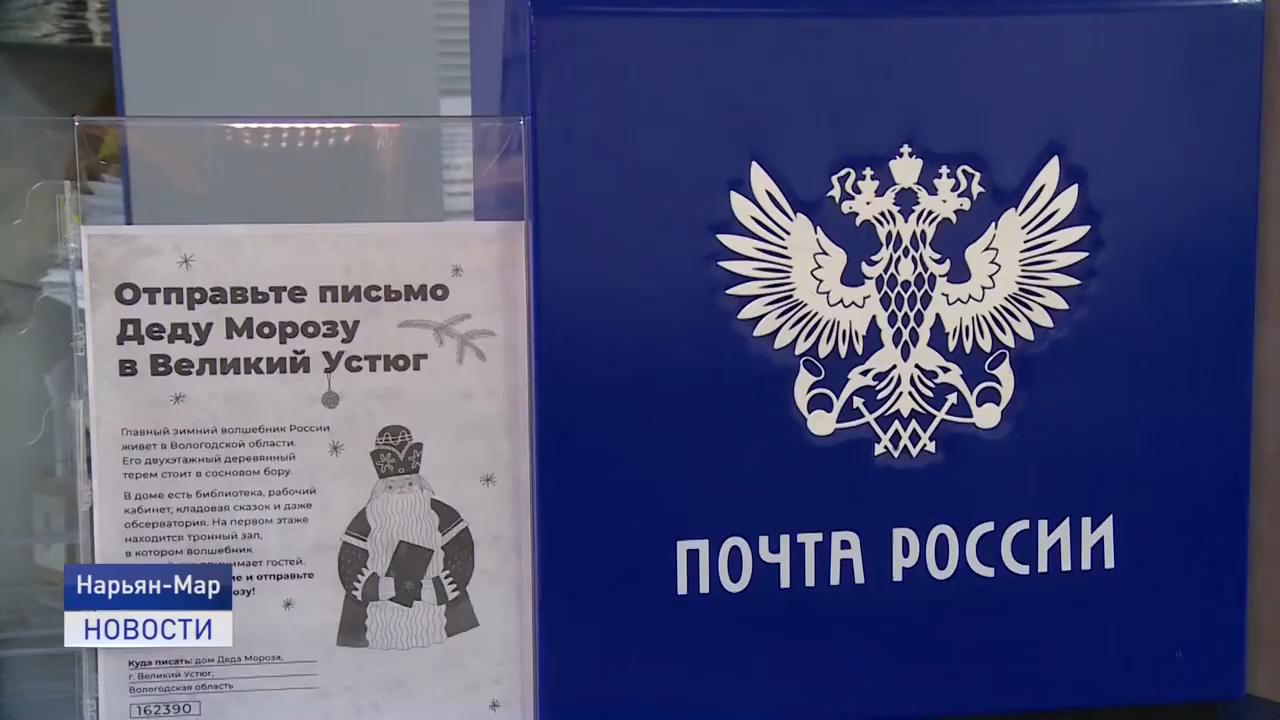 Отправьте письмо
Деду Морозу
в Великий Устюг
Главный зимний волшебник России
живет в Вологодской области.
Его двухэтажный деревянный
терем стоит в сосновом бору.
В доме есть библиотека, рабочий
кабинет, кладовая сказок и даже
обсерватория. На первом этаже
находится тронный зал,
в котором волшебник
принимает гостей.
и отправьте
Куда писать: дом Деда Мороза,
г. Великий Устюг,
Вологодская область
162390
ПОЧТА РОССИИ
Нарьян-Мар
НОВОСТИ